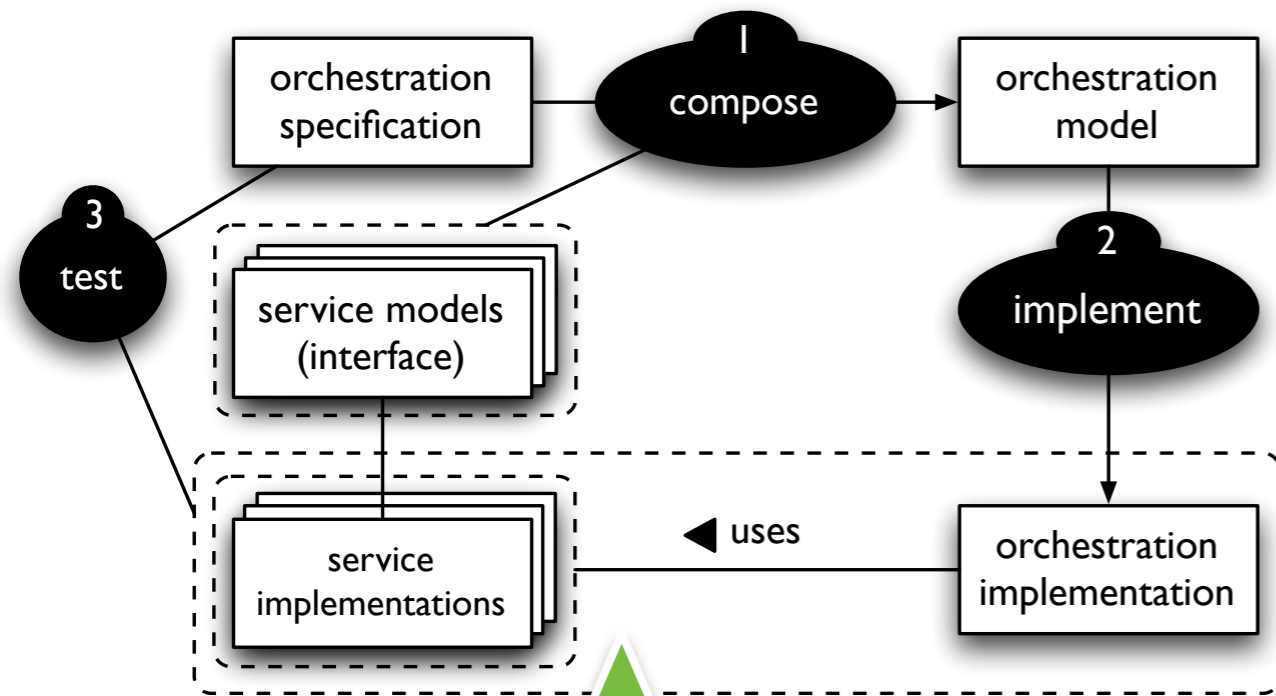 1
compose
orchestration
specification
orchestration
model
3
test
2
implement
service models
(interface)
service
implementations
uses
orchestration
implementation